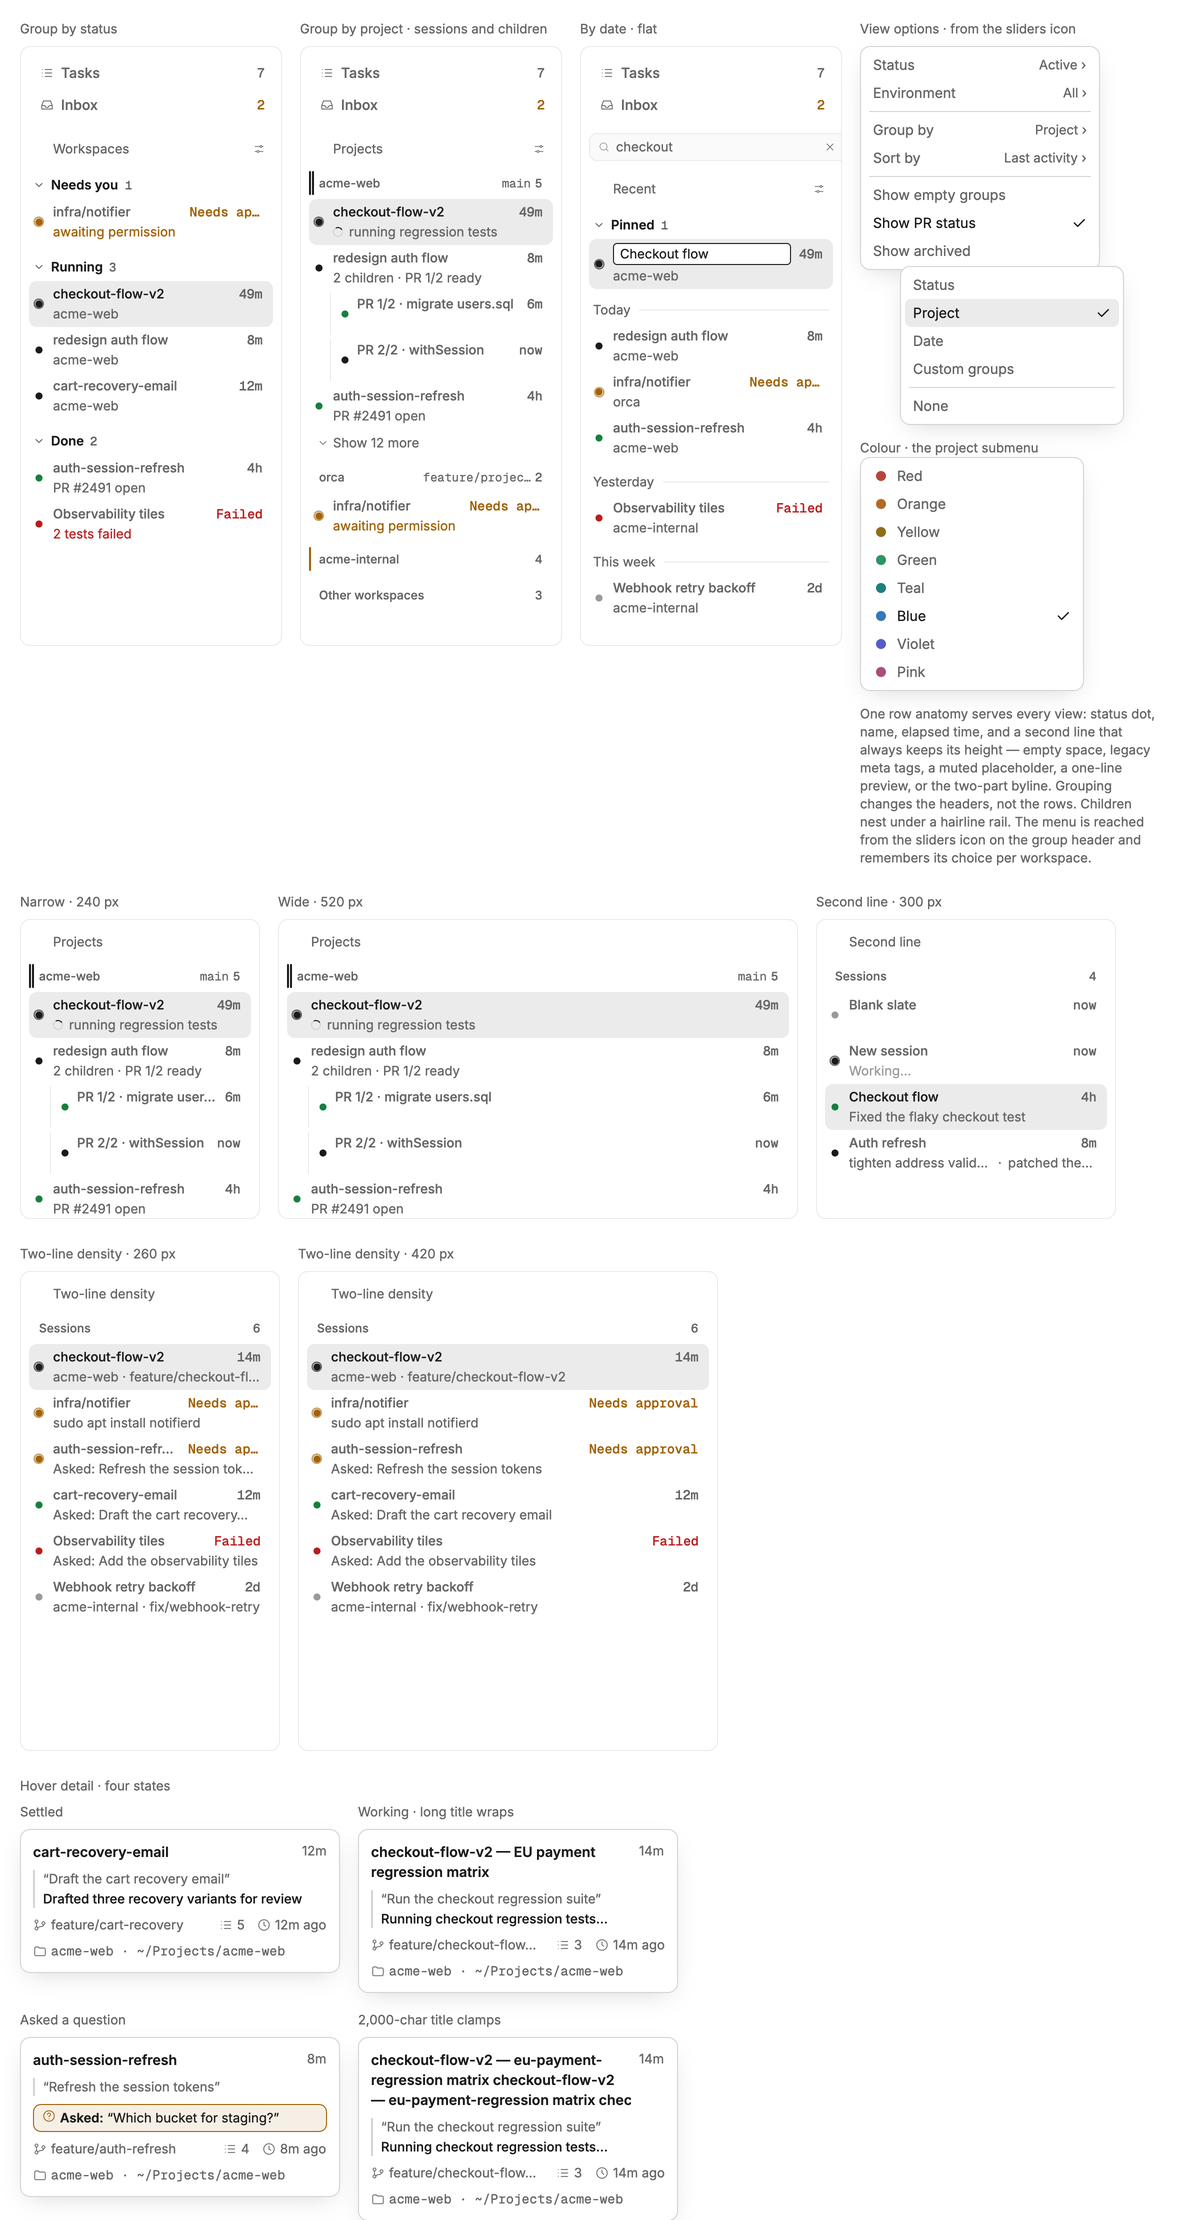 Group by status
Tasks 7
Inbox 2
Workspaces
Needs you 1
infra/notifier Needs ap…
awaiting permission
Running 3
checkout-flow-v2 49m
acme-web
redesign auth flow 8m
acme-web
cart-recovery-email 12m
acme-web
Done 2
auth-session-refresh 4h
PR #2491 open
Observability tiles Failed
2 tests failed
Group by project · sessions and children
Tasks 7
Inbox 2
Projects
acme-web main 5
checkout-flow-v2 49m
running regression tests
redesign auth flow 8m
2 children · PR 1/2 ready
PR 1/2 · migrate users.sql 6m
PR 2/2 · withSession now
auth-session-refresh 4h
PR #2491 open
Show 12 more
orca feature/projec… 2
infra/notifier Needs ap…
awaiting permission
acme-internal 4
Other workspaces 3
By date · flat
Tasks 7
Inbox 2
checkout
Recent
Pinned 1
Checkout flow 49m
acme-web
Today
redesign auth flow 8m
acme-web
infra/notifier Needs ap…
orca
auth-session-refresh 4h
acme-web
Yesterday
Observability tiles Failed
acme-internal
This week
Webhook retry backoff 2d
acme-internal
View options · from the sliders icon
Status Active ›
Environment All ›
Group by Project ›
Sort by Last activity ›
Show empty groups
Show PR status
Show archived
Status
Project
Date
Custom groups
None
Colour · the project submenu
Red
Orange
Yellow
Green
Teal
Blue
Violet
Pink
One row anatomy serves every view: status dot,
name, elapsed time, and a second line that
always keeps its height — empty space, legacy
meta tags, a muted placeholder, a one-line
preview, or the two-part byline. Grouping
changes the headers, not the rows. Children
nest under a hairline rail. The menu is reached
from the sliders icon on the group header and
remembers its choice per workspace.
Narrow · 240 px
Projects
acme-web main 5
checkout-flow-v2 49m
running regression tests
redesign auth flow 8m
2 children · PR 1/2 ready
PR 1/2 · migrate user… 6m
PR 2/2 · withSession now
auth-session-refresh 4h
PR #2491 open
Wide · 520 px
Projects
acme-web main 5
checkout-flow-v2 49m
running regression tests
redesign auth flow 8m
2 children · PR 1/2 ready
PR 1/2 · migrate users.sql 6m
PR 2/2 · withSession now
auth-session-refresh 4h
PR #2491 open
Second line · 300 px
Second line
Sessions 4
Blank slate now
New session now
Working…
Checkout flow 4h
Fixed the flaky checkout test
Auth refresh 8m
tighten address valid… · patched the…
Two-line density · 260 px
Two-line density
Sessions 6
checkout-flow-v2 14m
acme-web · feature/checkout-fl…
infra/notifier Needs ap…
sudo apt install notifierd
auth-session-refr… Needs ap…
Asked: Refresh the session tok…
cart-recovery-email 12m
Asked: Draft the cart recovery…
Observability tiles Failed
Asked: Add the observability tiles
Webhook retry backoff 2d
acme-internal · fix/webhook-retry
Two-line density · 420 px
Two-line density
Sessions 6
checkout-flow-v2 14m
acme-web · feature/checkout-flow-v2
infra/notifier Needs approval
sudo apt install notifierd
auth-session-refresh Needs approval
Asked: Refresh the session tokens
cart-recovery-email 12m
Asked: Draft the cart recovery email
Observability tiles Failed
Asked: Add the observability tiles
Webhook retry backoff 2d
acme-internal · fix/webhook-retry
Hover detail · four states
Settled
cart-recovery-email 12m
“Draft the cart recovery email”
Drafted three recovery variants for review
feature/cart-recovery 5 12m ago
acme-web · ~/Projects/acme-web
Working · long title wraps
checkout-flow-v2 — EU payment 14m
regression matrix
“Run the checkout regression suite”
Running checkout regression tests…
feature/checkout-flow… 3 14m ago
acme-web · ~/Projects/acme-web
Asked a question
auth-session-refresh 8m
“Refresh the session tokens”
Asked: “Which bucket for staging?”
feature/auth-refresh 4 8m ago
acme-web · ~/Projects/acme-web
2,000-char title clamps
checkout-flow-v2 — eu-payment- 14m
regression matrix checkout-flow-v2
— eu-payment-regression matrix chec
“Run the checkout regression suite”
Running checkout regression tests…
feature/checkout-flow… 3 14m ago
acme-web · ~/Projects/acme-web